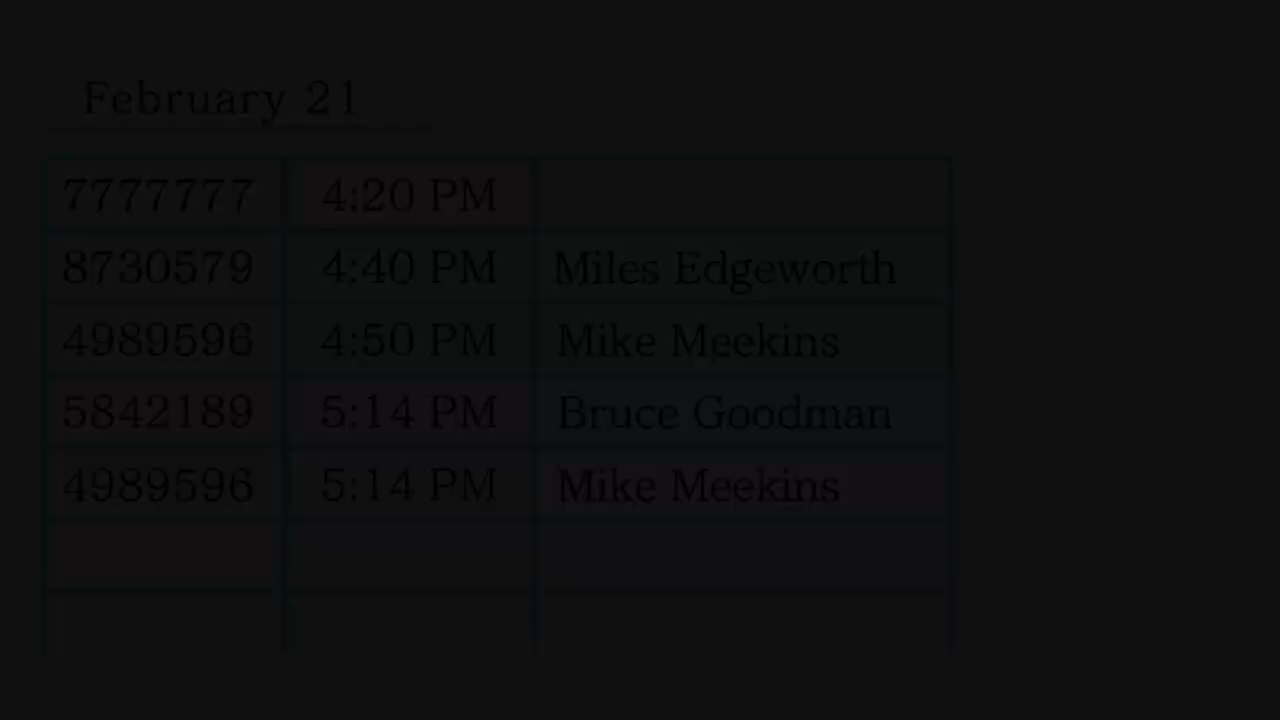 February 21
7777777 4:20 PM
8730579 4:40 PM Miles Edgeworth
4989596 4:50 PM Mike Meekins
5842189 5:14 PM Bruce Goodman
4989596 5:14 PM Mike Meekins